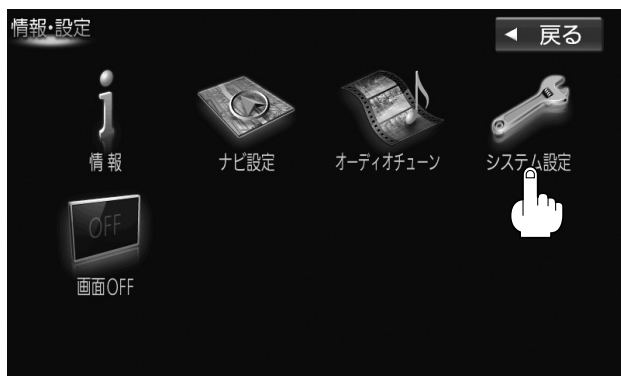 情報・設定
◀ 戻る
情報
ナビ設定
オーディオチューン
システム設定
OFF
画面OFF